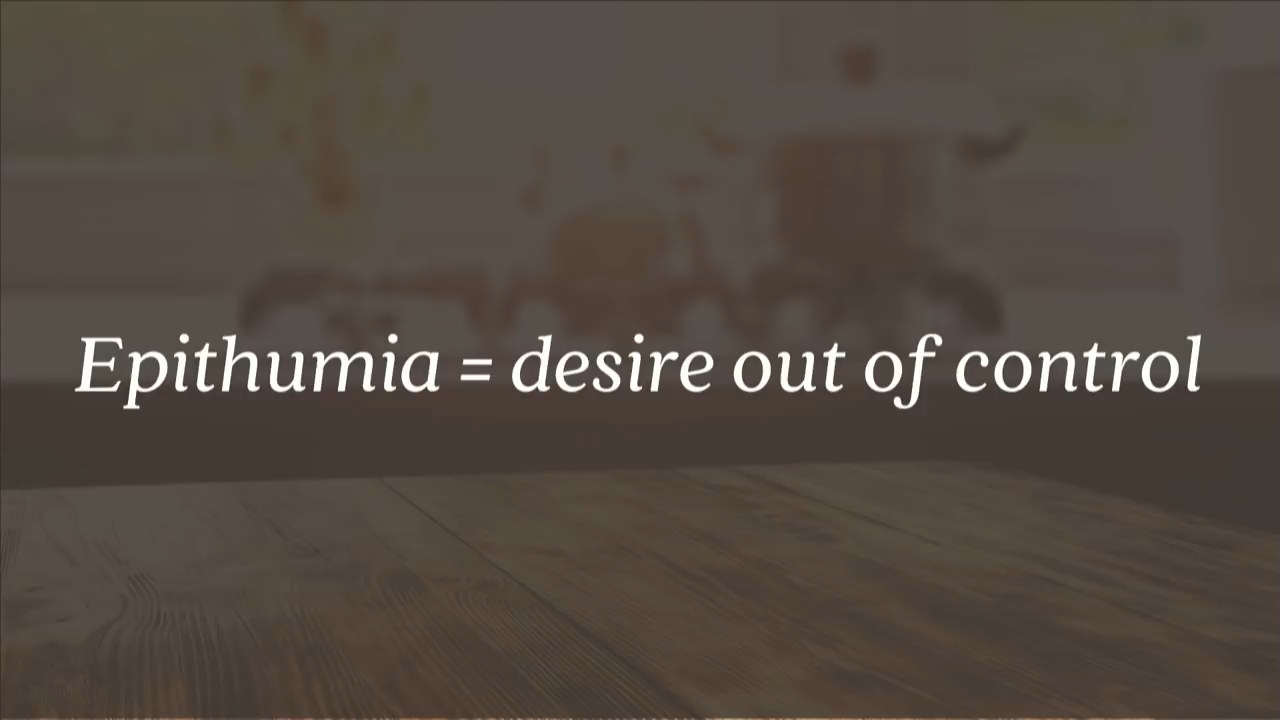 Epithumia = desire out of control